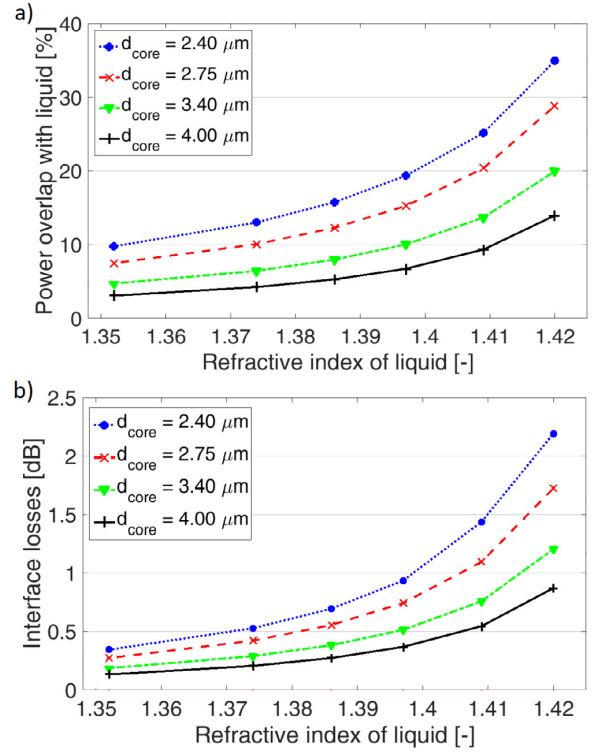 a)
Power overlap with liquid [%]
40
30
20
10
0
d_core = 2.40 μm
d_core = 2.75 μm
d_core = 3.40 μm
d_core = 4.00 μm
1.35 1.36 1.37 1.38 1.39 1.4 1.41 1.42
Refractive index of liquid [-]
b)
Interface losses [dB]
2.5
2
1.5
1
0.5
0
d_core = 2.40 μm
d_core = 2.75 μm
d_core = 3.40 μm
d_core = 4.00 μm
1.35 1.36 1.37 1.38 1.39 1.4 1.41 1.42
Refractive index of liquid [-]